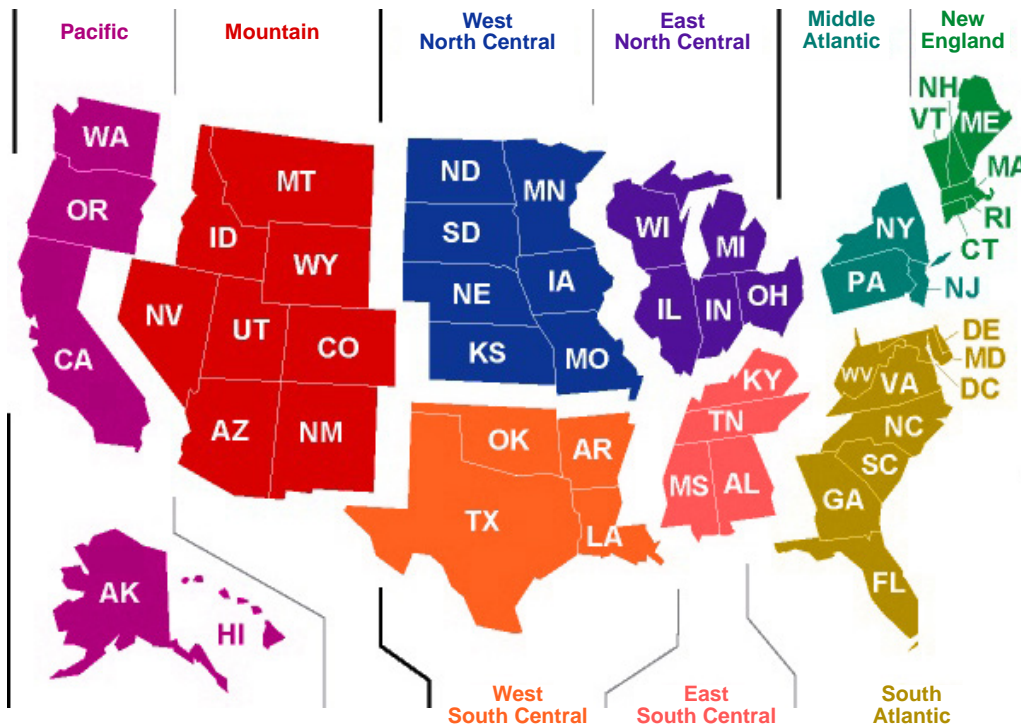 Pacific
Mountain
West
North Central
East
North Central
Middle
Atlantic
New
England
WA
OR
CA
AK
HI
MT
ID
WY
NV
UT
CO
AZ
NM
ND
MN
SD
IA
NE
KS
MO
WI
MI
IL
IN
OH
NY
PA
NJ
NH
VT
ME
MA
RI
CT
OK
AR
TX
LA
KY
TN
MS
AL
DE
MD
DC
WV
VA
NC
SC
GA
FL
West
South Central
East
South Central
South
Atlantic